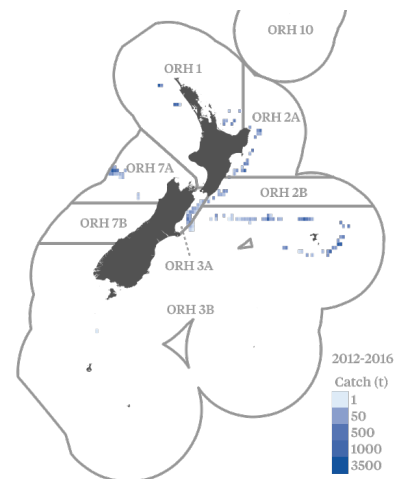 ORH 10
ORH 1
ORH 2A
ORH 7A
ORH 2B
ORH 7B
ORH 3A
ORH 3B
2012-2016
Catch (t)
1
50
500
1000
3500